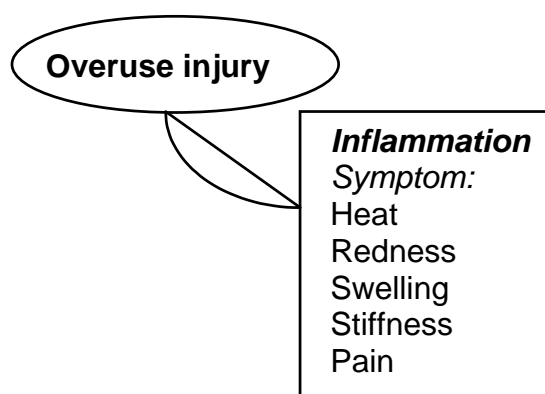 Overuse injury
Inflammation
Symptom:
Heat
Redness
Swelling
Stiffness
Pain